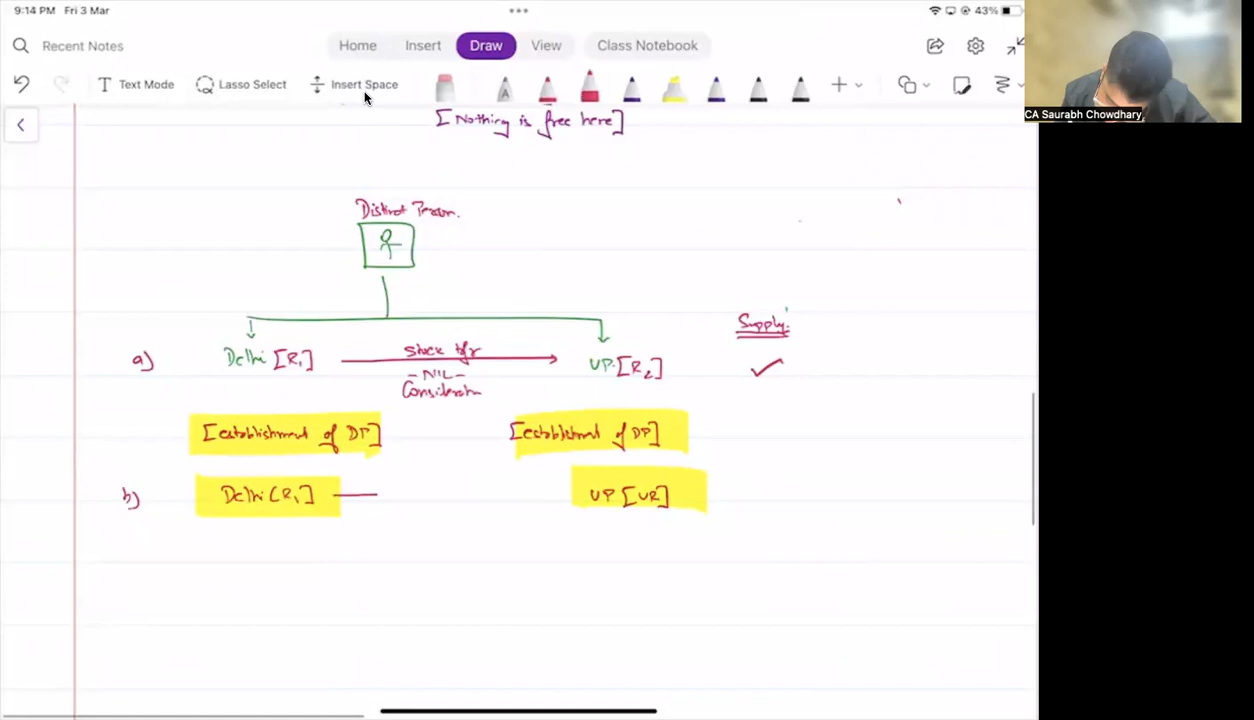 9:14 PM Fri 3 Mar
43%
Recent Notes
Home Insert Draw View Class Notebook
Text Mode Lasso Select Insert Space
CA Saurabh Chowdhary
[Nothing is free here]
Distinct Person.
Supply:
a) Delhi [R1] Stock tfr UP. [R2] ✓
- NIL -
Consideration
[establishment of DP] [establishment of DP]
b) Delhi [R1] UP [UR]